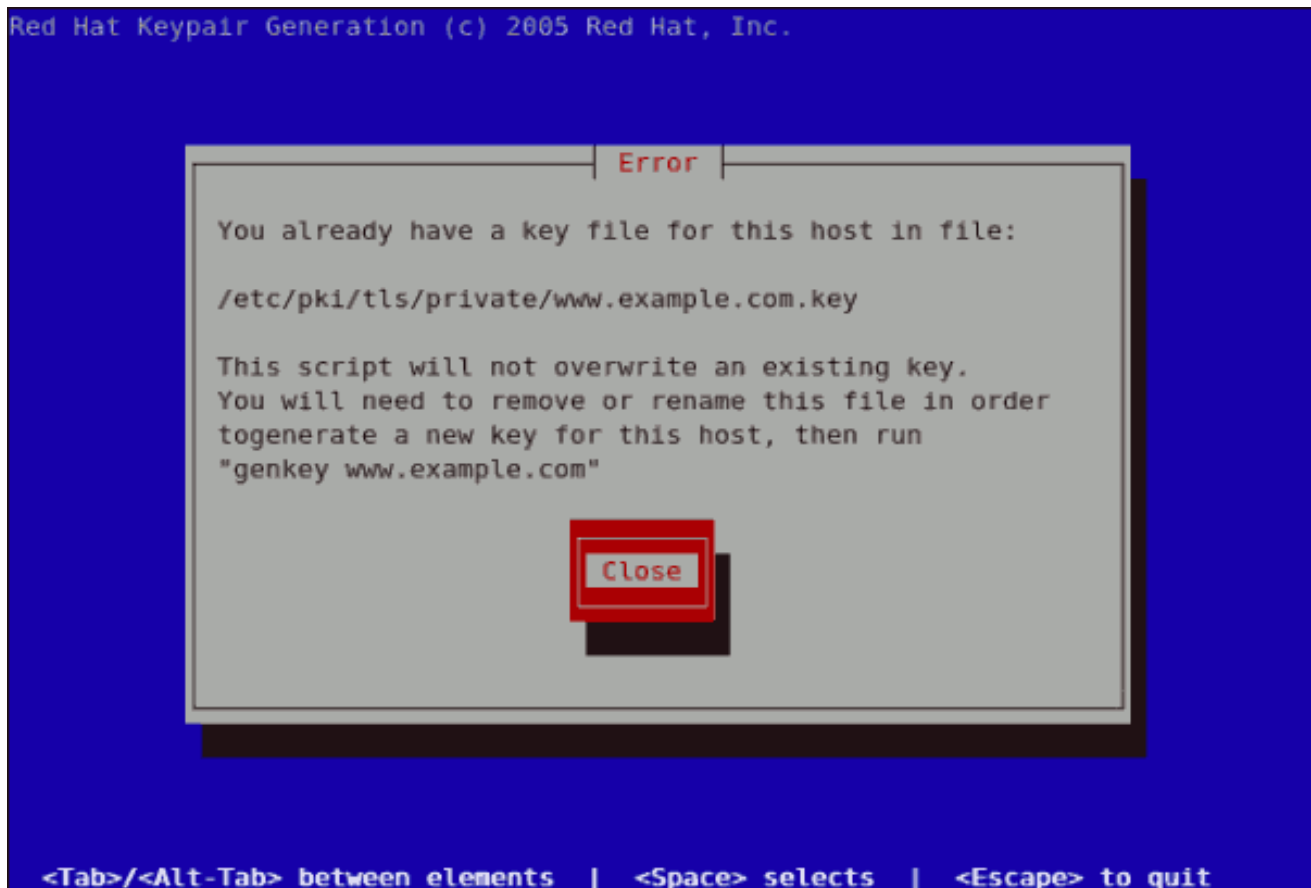 Red Hat Keypair Generation (c) 2005 Red Hat, Inc.
Error
You already have a key file for this host in file:
/etc/pki/tls/private/www.example.com.key
This script will not overwrite an existing key.
You will need to remove or rename this file in order
togenerate a new key for this host, then run
"genkey www.example.com"
Close
<Tab>/<Alt-Tab> between elements | <Space> selects | <Escape> to quit